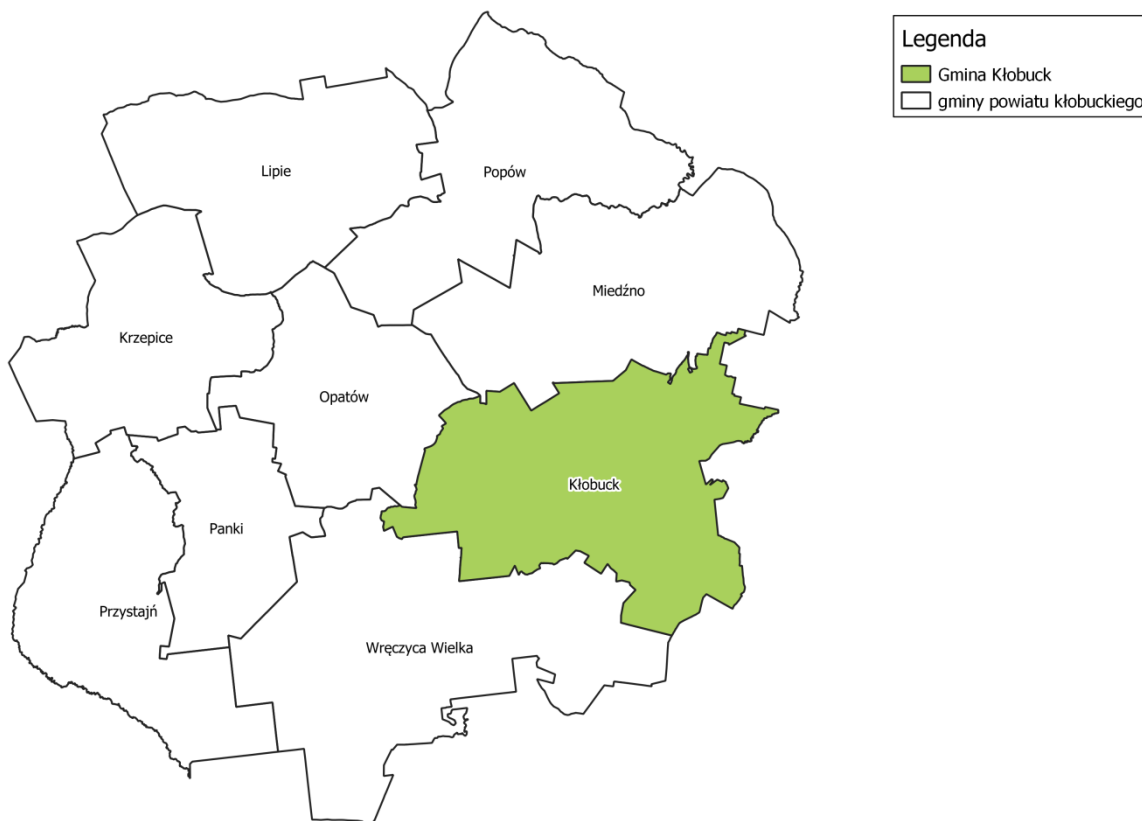 Legenda
Gmina Kłobuck
gminy powiatu kłobuckiego
Lipie
Popów
Miedźno
Krzepice
Opatów
Kłobuck
Panki
Przystajń
Wręczyca Wielka